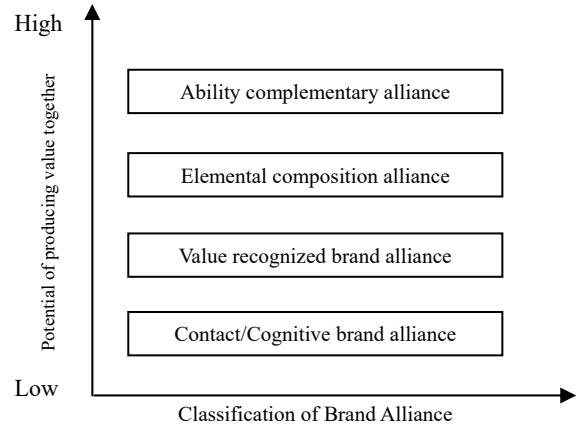 High
Potential of producing value together
Ability complementary alliance
Elemental composition alliance
Value recognized brand alliance
Contact/Cognitive brand alliance
Low
Classification of Brand Alliance